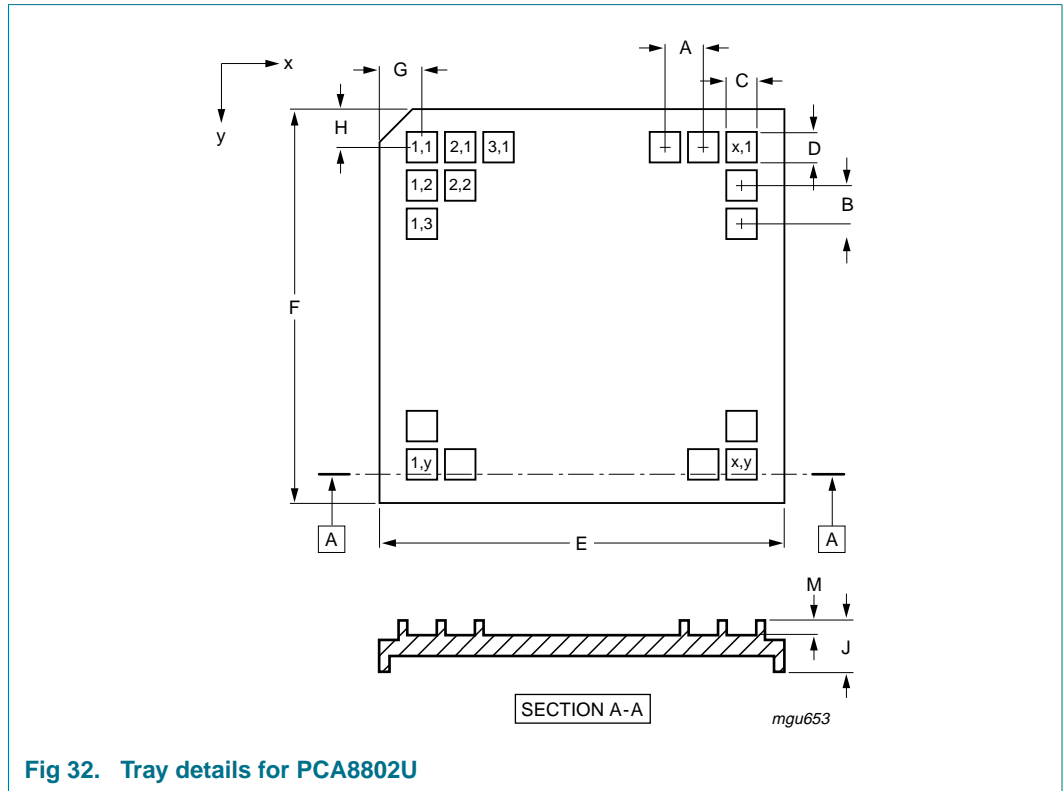 x
y
G
A
C
H
D
B
1,1 2,1 3,1 x,1
1,2 2,2
1,3
F
1,y x,y
A A
E
M
J
SECTION A-A
mgu653
Fig 32. Tray details for PCA8802U